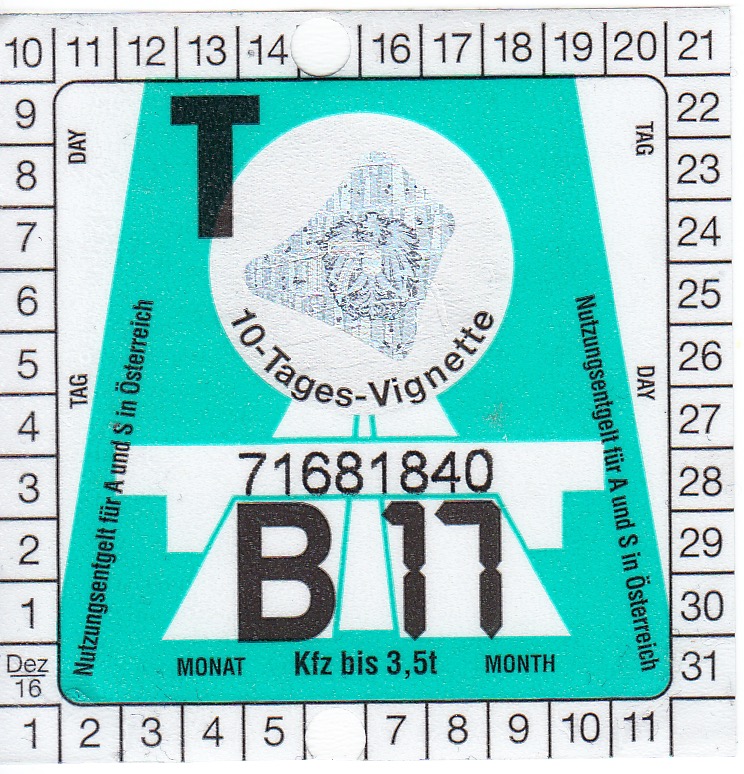 10 11 12 13 14 16 17 18 19 20 21
9
8
7
6
5
4
3
2
1
Dez
16
DAY
TAG
T
TAG
DAY
10-Tages-Vignette
Nutzungsentgelt für A und S in Österreich
Nutzungsentgelt für A und S in Österreich
71681840
B 17
MONAT Kfz bis 3,5t MONTH
22
23
24
25
26
27
28
29
30
31
1 2 3 4 5 7 8 9 10 11